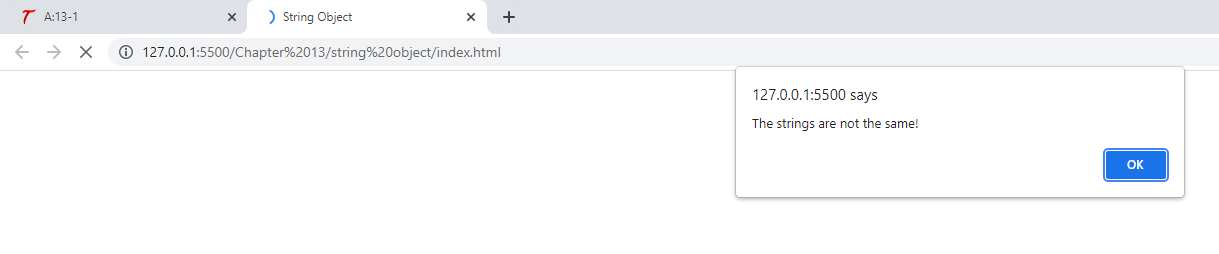 A:13-1
String Object
127.0.0.1:5500/Chapter%2013/string%20object/index.html
127.0.0.1:5500 says
The strings are not the same!
OK